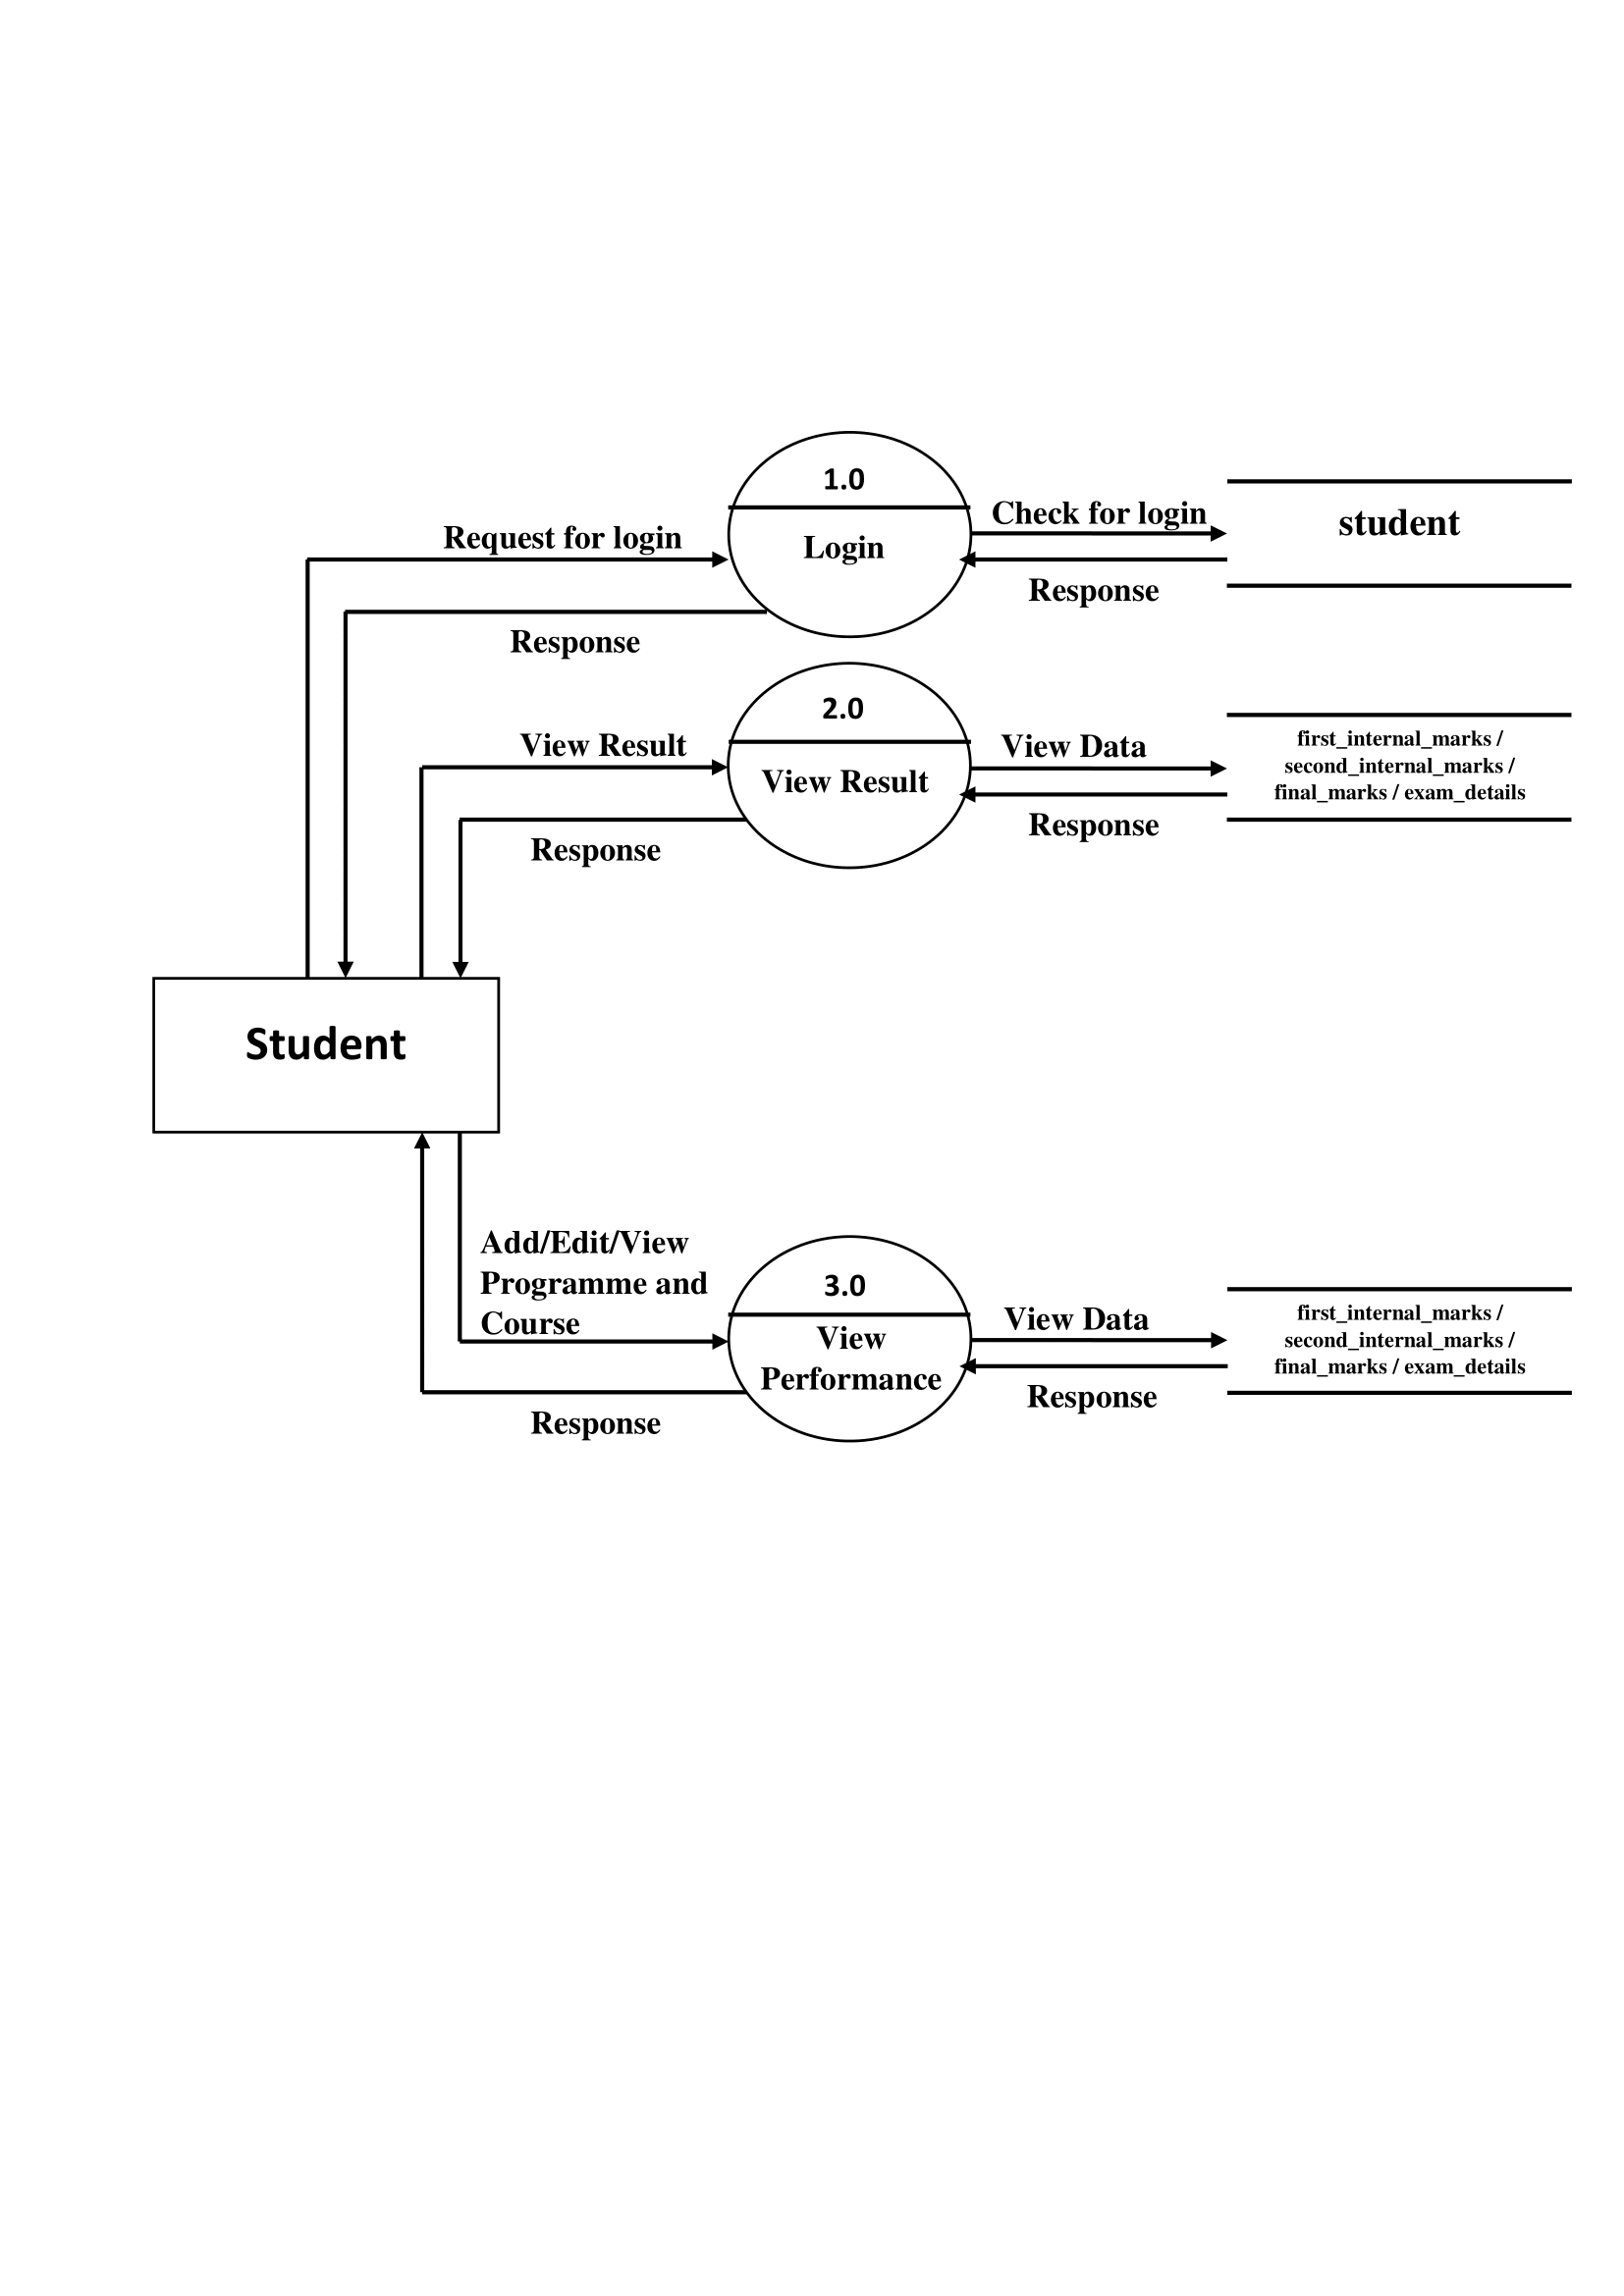 1.0
Login
Request for login
Check for login
student
Response
Response
2.0
View Result
View Result
View Data
first_internal_marks /
second_internal_marks /
final_marks / exam_details
Response
Response
Student
Add/Edit/View
Programme and
Course
3.0
View
Performance
View Data
first_internal_marks /
second_internal_marks /
final_marks / exam_details
Response
Response